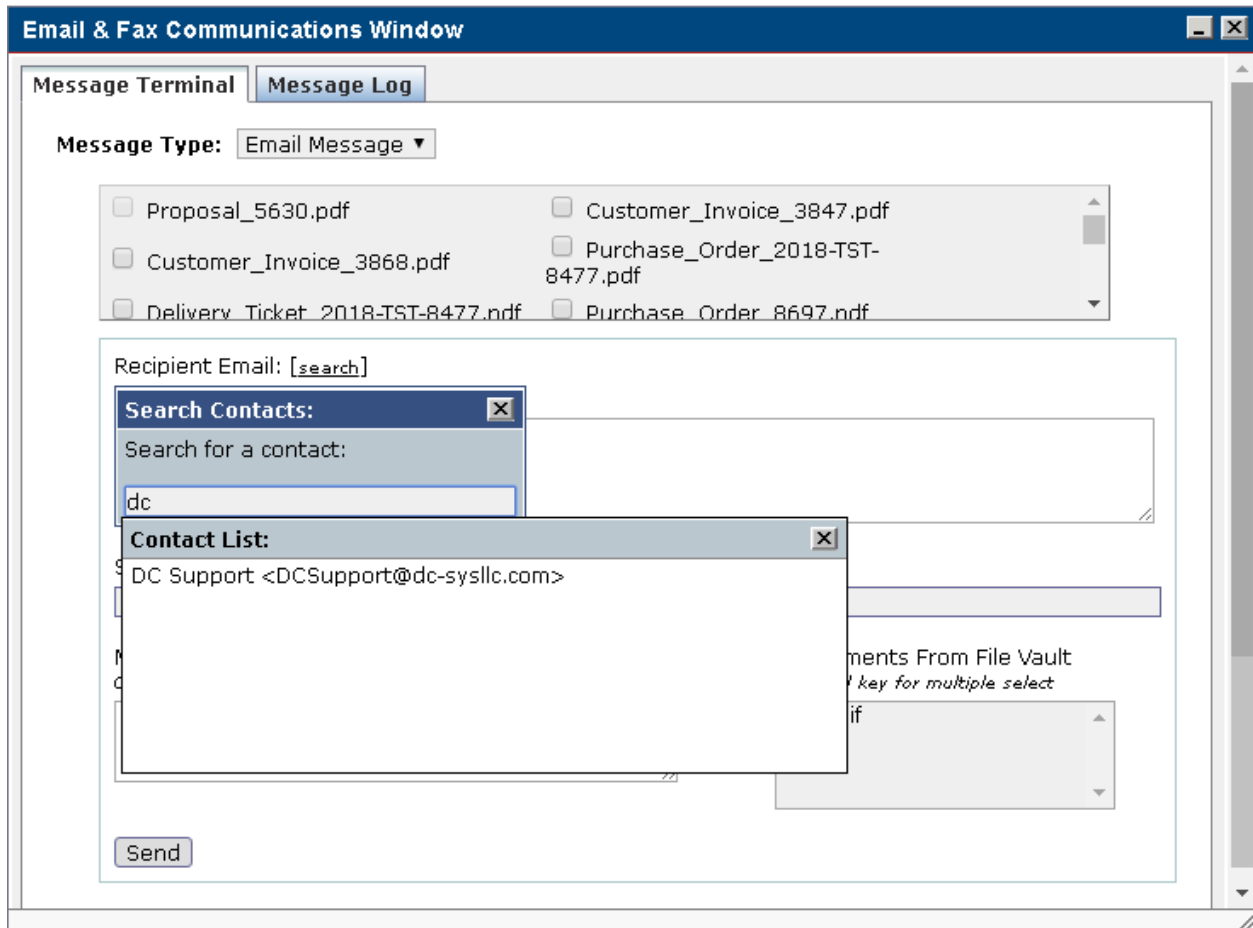 Email & Fax Communications Window
Message Terminal Message Log
Message Type: Email Message
Proposal_5630.pdf Customer_Invoice_3847.pdf
Customer_Invoice_3868.pdf Purchase_Order_2018-TST-
8477.pdf
Delivery_Ticket_2018-TST-8477.pdf Purchase_Order_8697.pdf
Recipient Email: [search]
Search Contacts:
Search for a contact:
dc
Contact List:
DC Support <DCSupport@dc-sysllc.com>
From File Vault
key for multiple select
if
Send